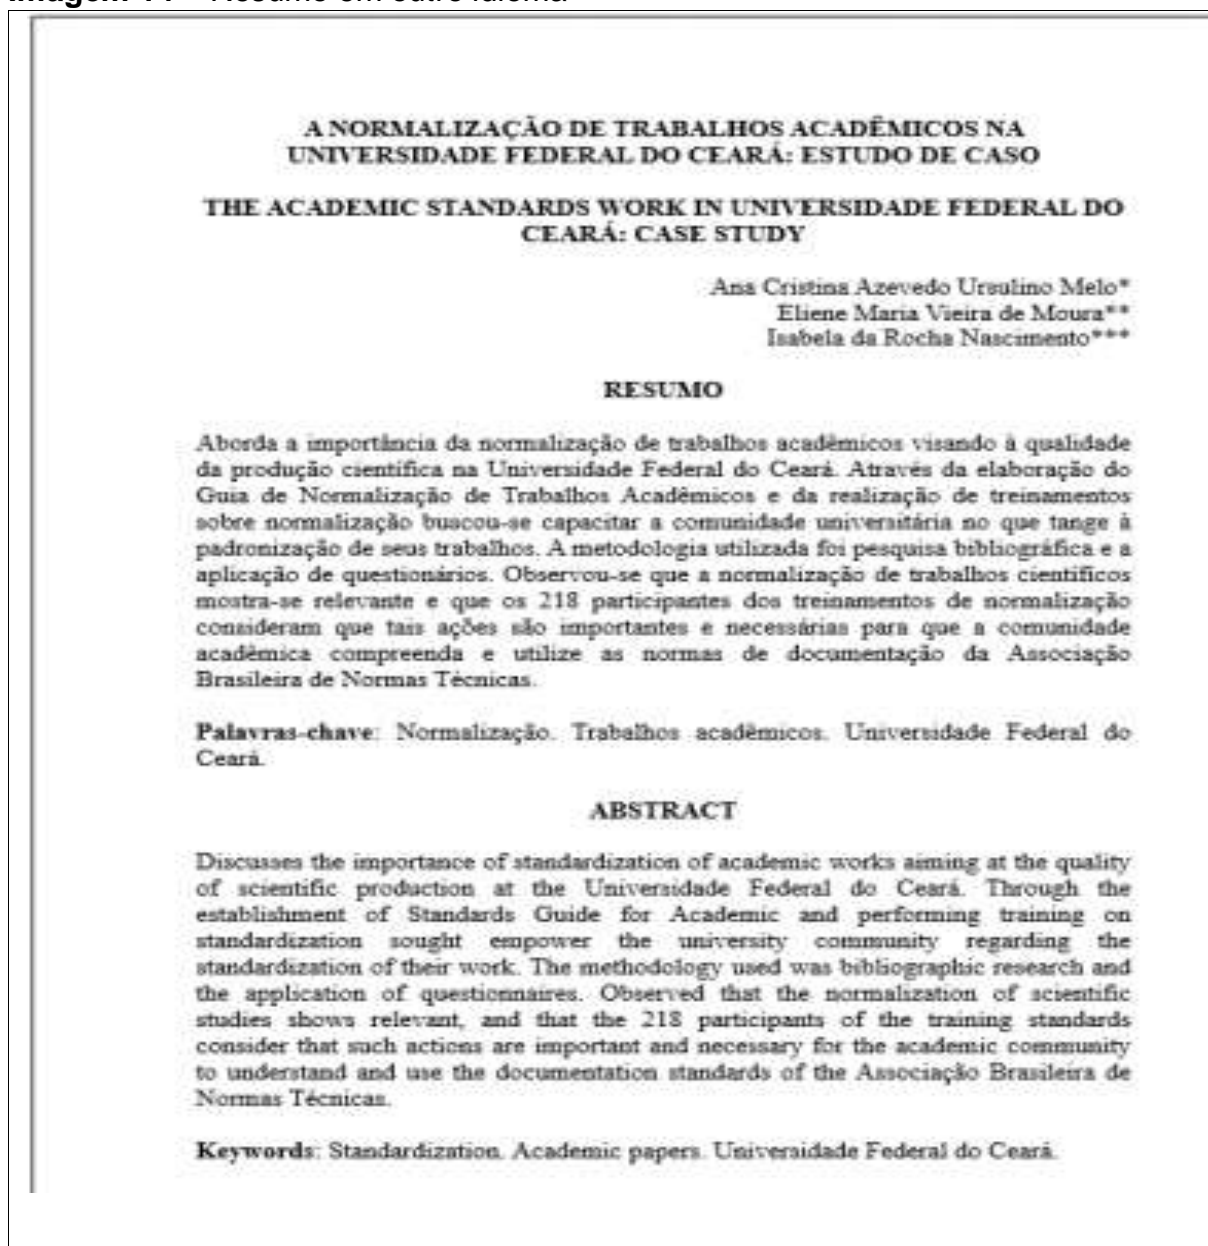 A NORMALIZAÇÃO DE TRABALHOS ACADÊMICOS NA
UNIVERSIDADE FEDERAL DO CEARÁ: ESTUDO DE CASO
THE ACADEMIC STANDARDS WORK IN UNIVERSIDADE FEDERAL DO
CEARÁ: CASE STUDY
Ana Cristina Azevedo Ursulino Melo*
Eliene Maria Vieira de Moura**
Isabela da Rocha Nascimento***
RESUMO
Aborda a importância da normalização de trabalhos acadêmicos visando à qualidade
da produção científica na Universidade Federal do Ceará. Através da elaboração do
Guia de Normalização de Trabalhos Acadêmicos e da realização de treinamentos
sobre normalização buscou-se capacitar a comunidade universitária no que tange à
padronização de seus trabalhos. A metodologia utilizada foi pesquisa bibliográfica e a
aplicação de questionários. Observou-se que a normalização de trabalhos científicos
mostra-se relevante e que os 218 participantes dos treinamentos de normalização
consideram que tais ações são importantes e necessárias para que a comunidade
acadêmica compreenda e utilize as normas de documentação da Associação
Brasileira de Normas Técnicas.
Palavras-chave: Normalização. Trabalhos acadêmicos. Universidade Federal do
Ceará.
ABSTRACT
Discusses the importance of standardization of academic works aiming at the quality
of scientific production at the Universidade Federal do Ceará. Through the
establishment of Standards Guide for Academic and performing training on
standardization sought empower the university community regarding the
standardization of their work. The methodology used was bibliographic research and
the application of questionnaires. Observed that the normalization of scientific
studies shows relevant, and that the 218 participants of the training standards
consider that such actions are important and necessary for the academic community
to understand and use the documentation standards of the Associação Brasileira de
Normas Técnicas.
Keywords: Standardization. Academic papers. Universidade Federal do Ceará.